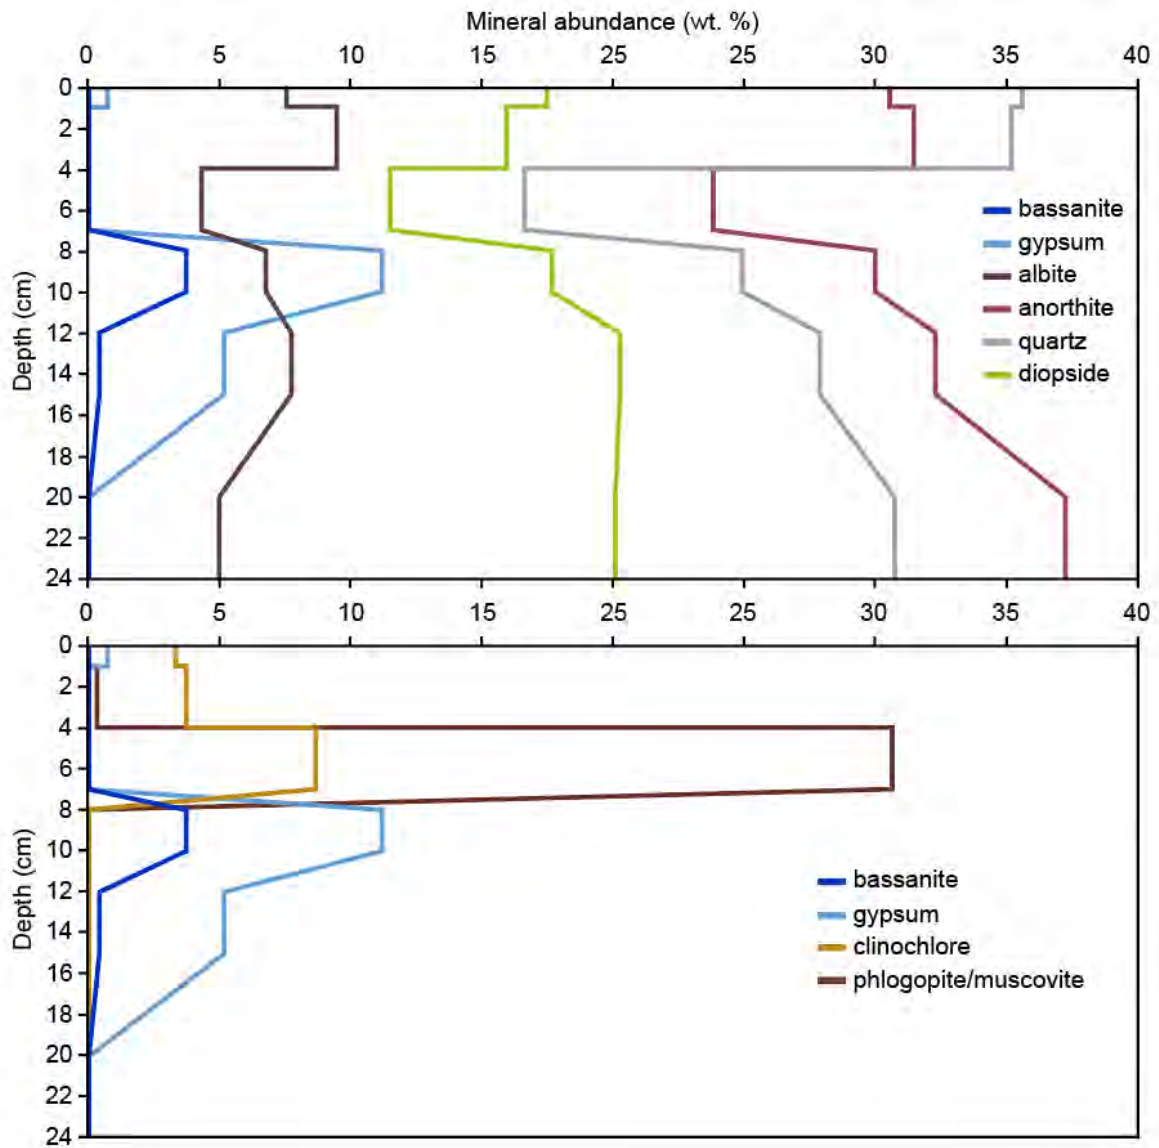 Mineral abundance (wt. %)
0 5 10 15 25 25 30 35 40
0
2
4
6
8
10
12
14
16
18
20
22
24
Depth (cm)
bassanite
gypsum
albite
anorthite
quartz
diopside
0 5 10 15 25 25 30 35 40
0
2
4
6
8
10
12
14
16
18
20
22
24
Depth (cm)
bassanite
gypsum
clinochlore
phlogopite/muscovite